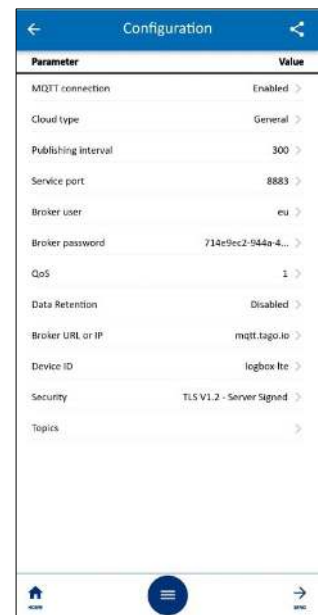 Configuration
Parameter Value
MQTT connection Enabled
Cloud type General
Publishing interval 300
Service port 8883
Broker user eu
Broker password 714e9ec2-944a-4...
QoS 1
Data Retention Disabled
Broker URL or IP mqtt.tago.io
Device ID logbox lte
Security TLS V1.2 - Server Signed
Topics
HOME SEND